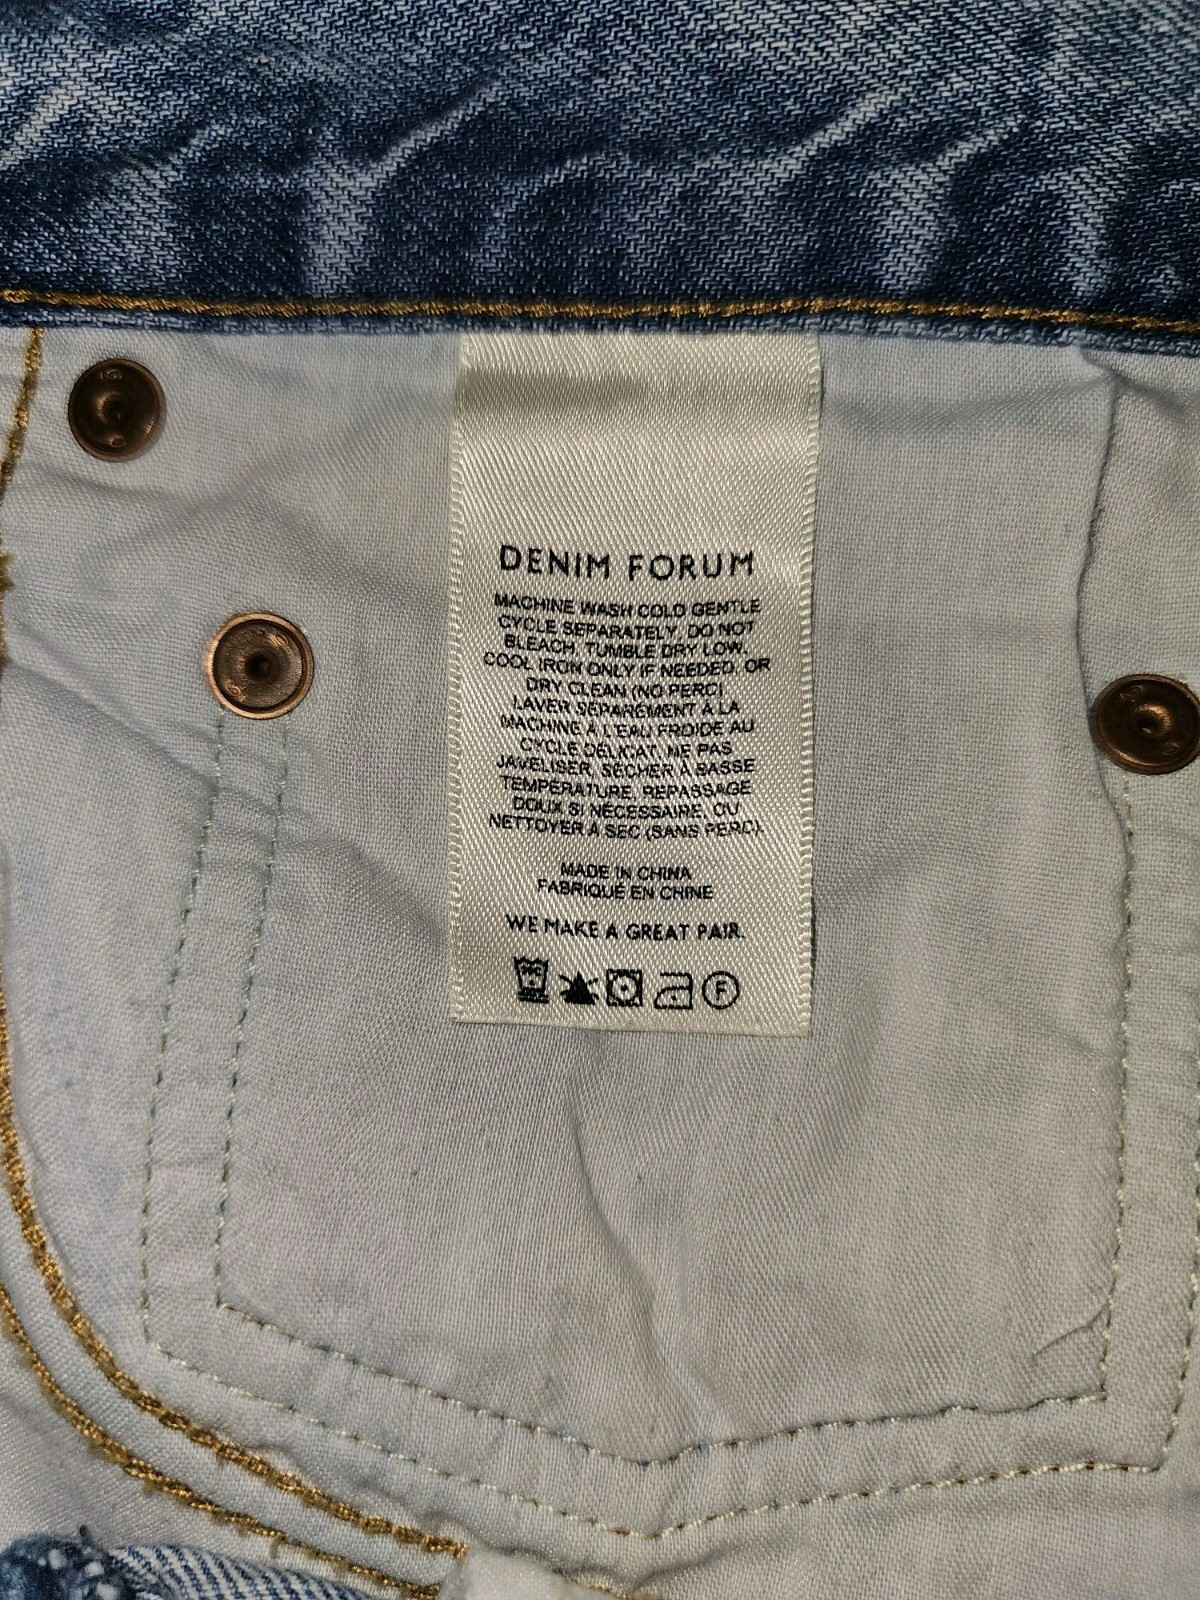 DENIM FORUM
MACHINE WASH COLD GENTLE
CYCLE SEPARATELY, DO NOT
BLEACH, TUMBLE DRY LOW,
COOL IRON ONLY IF NEEDED, OR
DRY CLEAN (NO PERC)
LAVER SÉPARÉMENT À LA
MACHINE À L'EAU FROIDE AU
CYCLE DÉLICAT, NE PAS
JAVELISER, SÉCHER À BASSE
TEMPÉRATURE, REPASSAGE
DOUX SI NÉCESSAIRE, OU
NETTOYER À SEC (SANS PERC).
MADE IN CHINA
FABRIQUÉ EN CHINE
WE MAKE A GREAT PAIR.
F